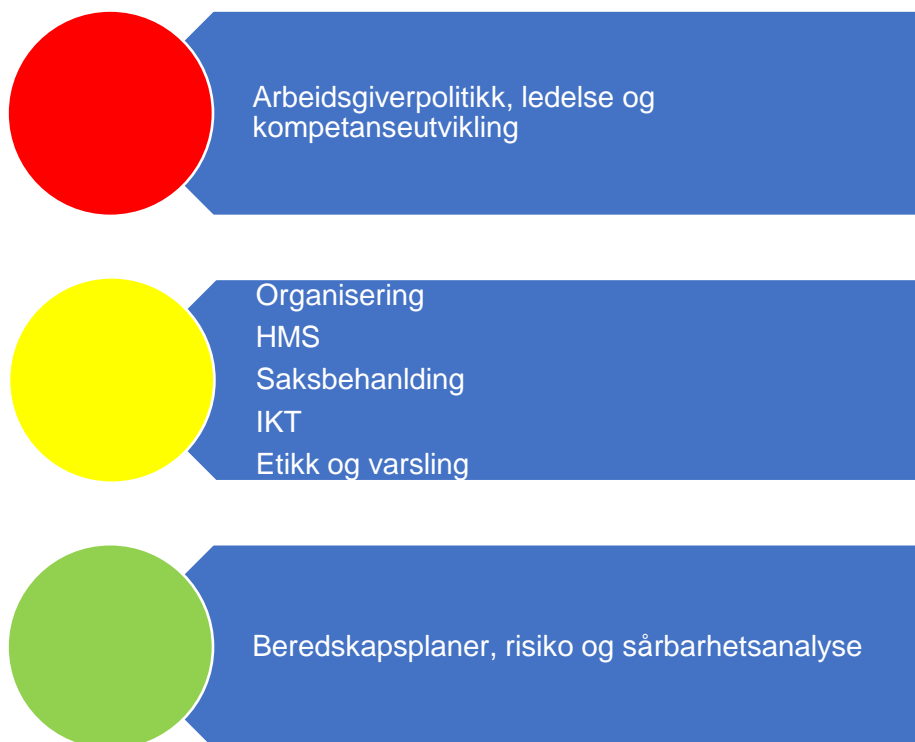 Arbeidsgiverpolitikk, ledelse og
kompetanseutvikling
Organisering
HMS
Saksbehanlding
IKT
Etikk og varsling
Beredskapsplaner, risiko og sårbarhetsanalyse